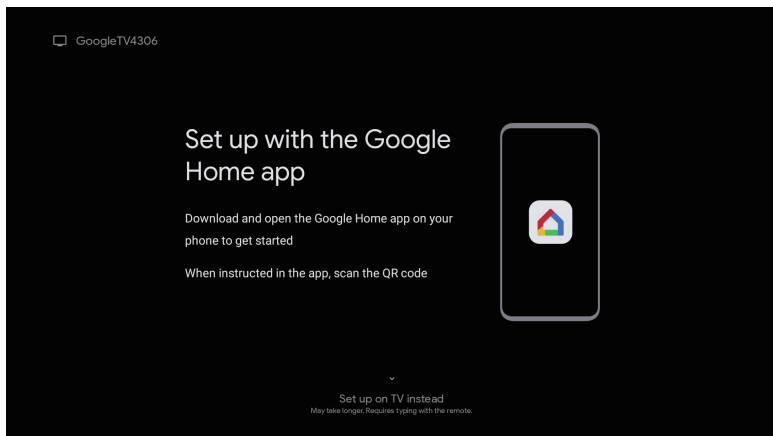 GoogleTV4306
Set up with the Google
Home app
Download and open the Google Home app on your
phone to get started
When instructed in the app, scan the QR code
Set up on TV instead
May take longer. Requires typing with the remote.